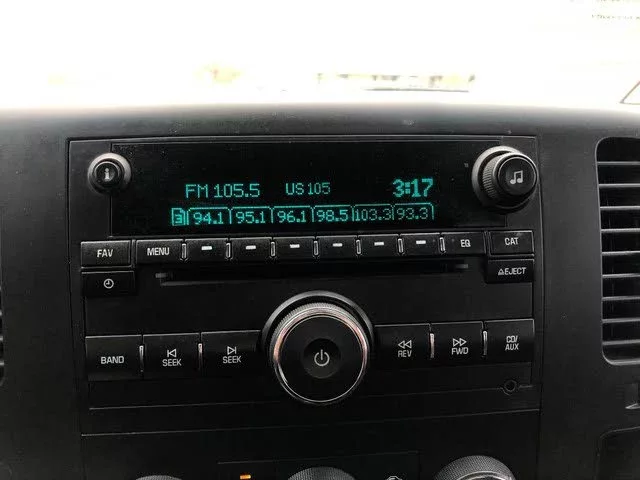 FM 105.5 US 105 3:17
3 94.1 95.1 96.1 98.5 103.3 93.3
FAV MENU EQ CAT
EJECT
BAND SEEK SEEK REV FWD CD/
AUX